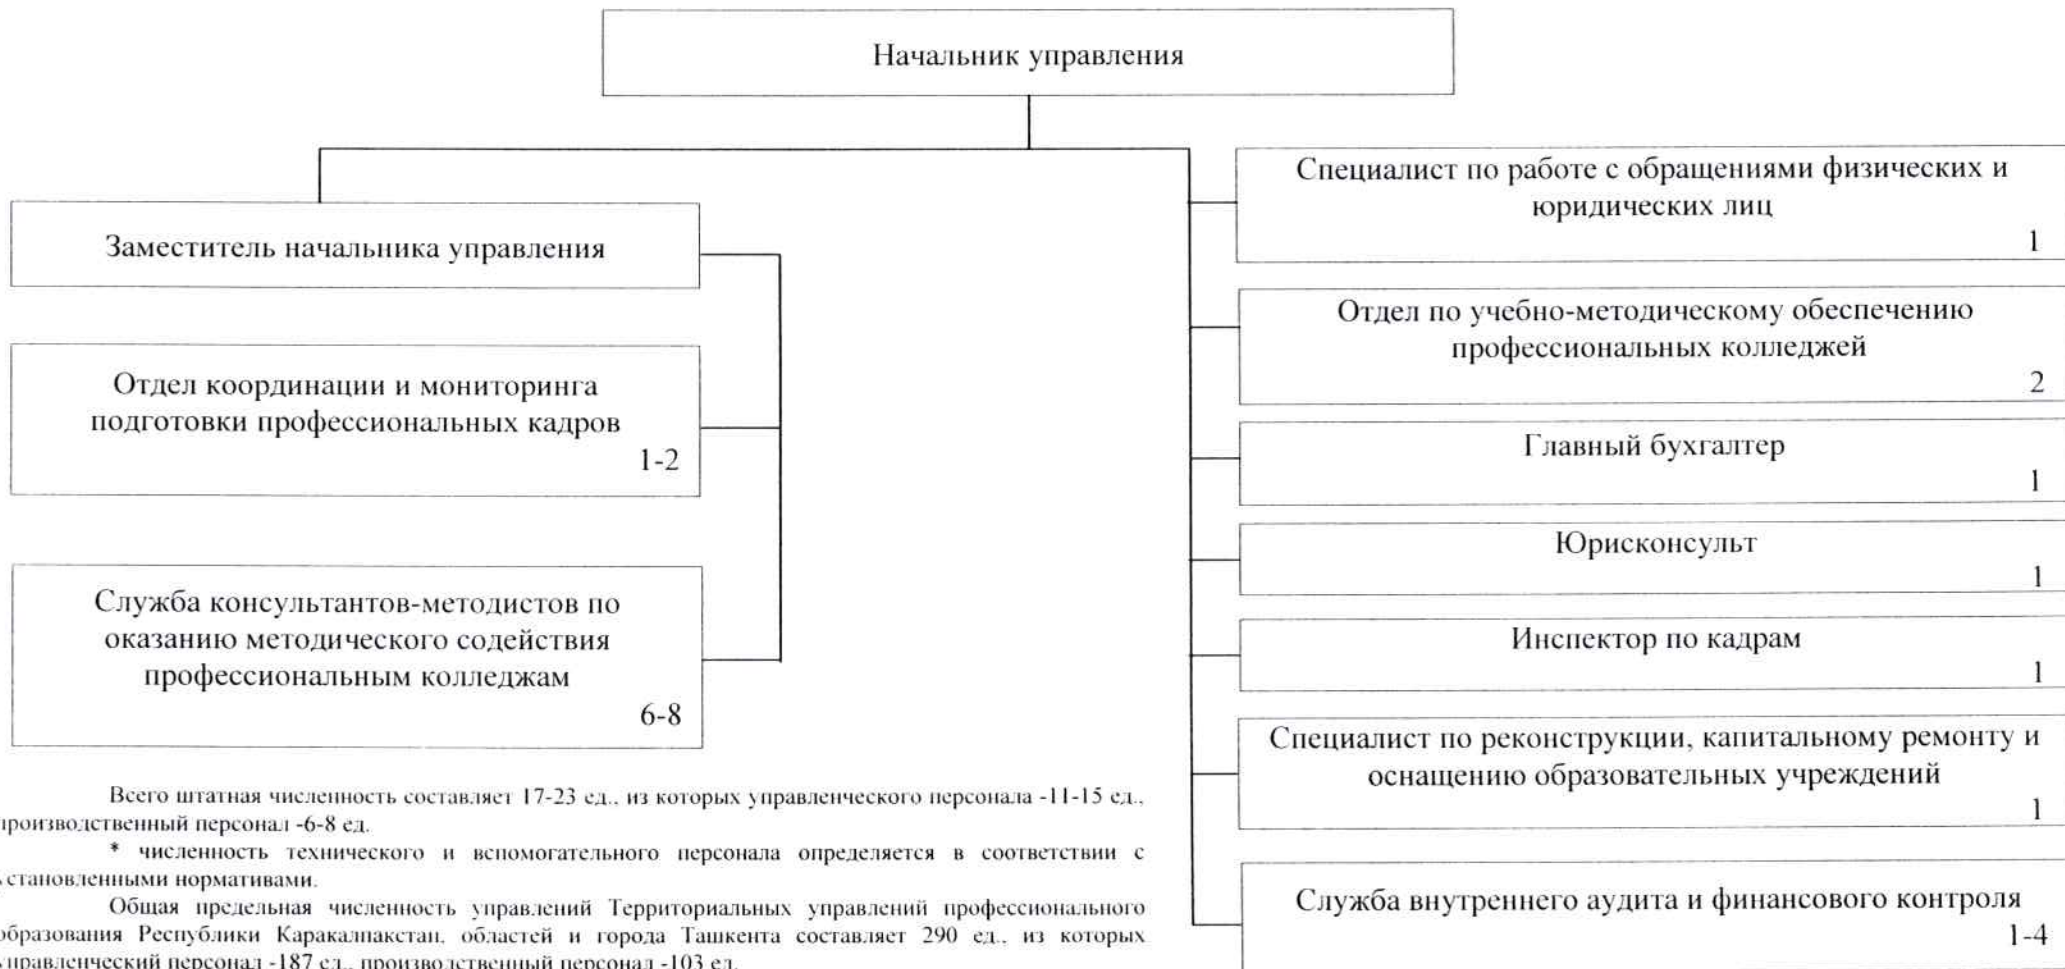 Начальник управления
Заместитель начальника управления
Отдел координации и мониторинга
подготовки профессиональных кадров
1-2
Служба консультантов-методистов по
оказанию методического содействия
профессиональным колледжам
6-8
Специалист по работе с обращениями физических и
юридических лиц
1
Отдел по учебно-методическому обеспечению
профессиональных колледжей
2
Главный бухгалтер
1
Юрисконсульт
1
Инспектор по кадрам
1
Специалист по реконструкции, капитальному ремонту и
оснащению образовательных учреждений
1
Служба внутреннего аудита и финансового контроля
1-4
Всего штатная численность составляет 17-23 ед., из которых управленческого персонала -11-15 ед.,
производственный персонал -6-8 ед.
* численность технического и вспомогательного персонала определяется в соответствии с
установленными нормативами.
Общая предельная численность управлений Территориальных управлений профессионального
образования Республики Каракалпакстан, областей и города Ташкента составляет 290 ед., из которых
управленческий персонал -187 ед., производственный персонал -103 ед.